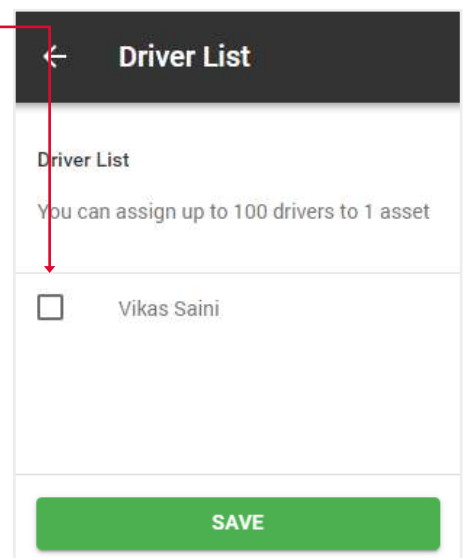 Driver List
Driver List
You can assign up to 100 drivers to 1 asset
Vikas Saini
SAVE